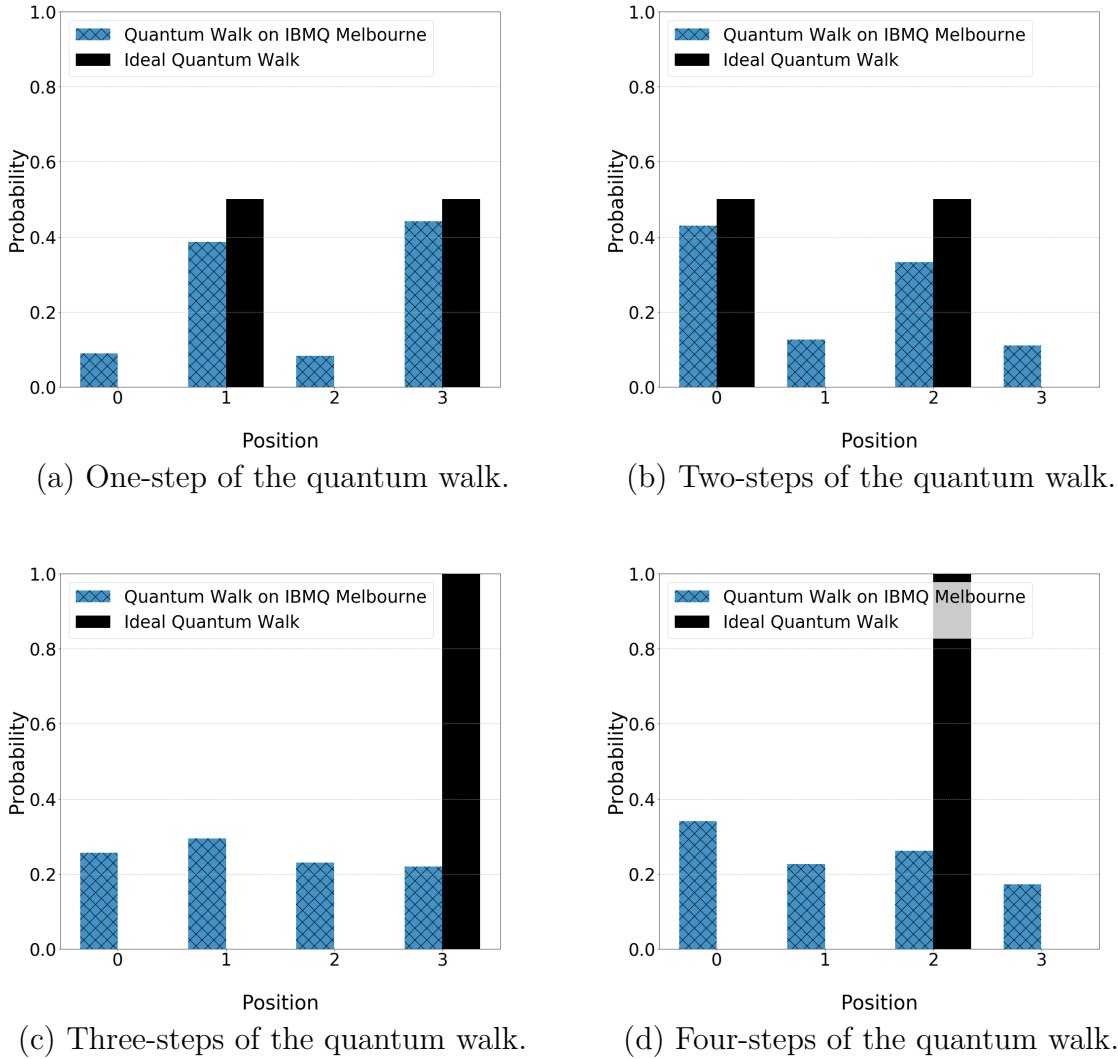 Quantum Walk on IBMQ Melbourne
Ideal Quantum Walk
Probability
1.0
0.8
0.6
0.4
0.2
0.0
0 1 2 3
Position
(a) One-step of the quantum walk.
Quantum Walk on IBMQ Melbourne
Ideal Quantum Walk
Probability
1.0
0.8
0.6
0.4
0.2
0.0
0 1 2 3
Position
(b) Two-steps of the quantum walk.
Quantum Walk on IBMQ Melbourne
Ideal Quantum Walk
Probability
1.0
0.8
0.6
0.4
0.2
0.0
0 1 2 3
Position
(c) Three-steps of the quantum walk.
Quantum Walk on IBMQ Melbourne
Ideal Quantum Walk
Probability
1.0
0.8
0.6
0.4
0.2
0.0
0 1 2 3
Position
(d) Four-steps of the quantum walk.